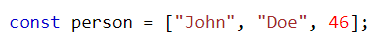 const person = ["John", "Doe", 46];